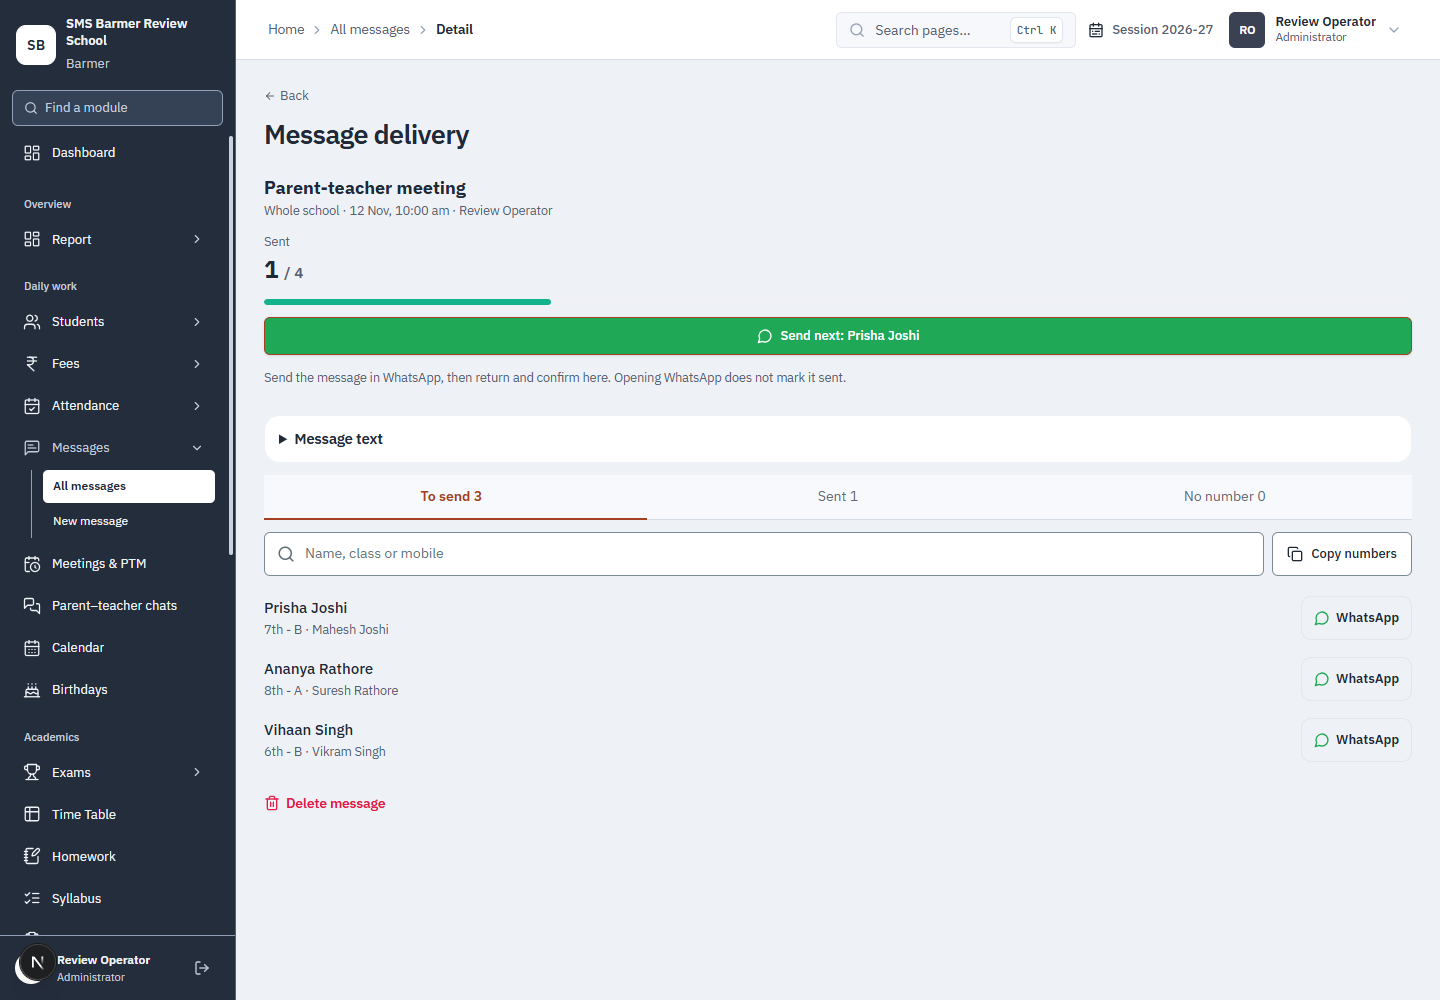 SMS Barmer Review
School
SB
Barmer
Find a module
Dashboard
Overview
Report
Daily work
Students
Fees
Attendance
Messages
All messages
New message
Meetings & PTM
Parent–teacher chats
Calendar
Birthdays
Academics
Exams
Time Table
Homework
Syllabus
N
Review Operator
Administrator
Home > All messages > Detail
Search pages...
Ctrl K
Session 2026-27
RO
Review Operator
Administrator
← Back
Message delivery
Parent-teacher meeting
Whole school · 12 Nov, 10:00 am · Review Operator
Sent
1 / 4
Send next: Prisha Joshi
Send the message in WhatsApp, then return and confirm here. Opening WhatsApp does not mark it sent.
Message text
To send 3
Sent 1
No number 0
Name, class or mobile
Copy numbers
Prisha Joshi
7th - B · Mahesh Joshi
WhatsApp
Ananya Rathore
8th - A · Suresh Rathore
WhatsApp
Vihaan Singh
6th - B · Vikram Singh
WhatsApp
Delete message